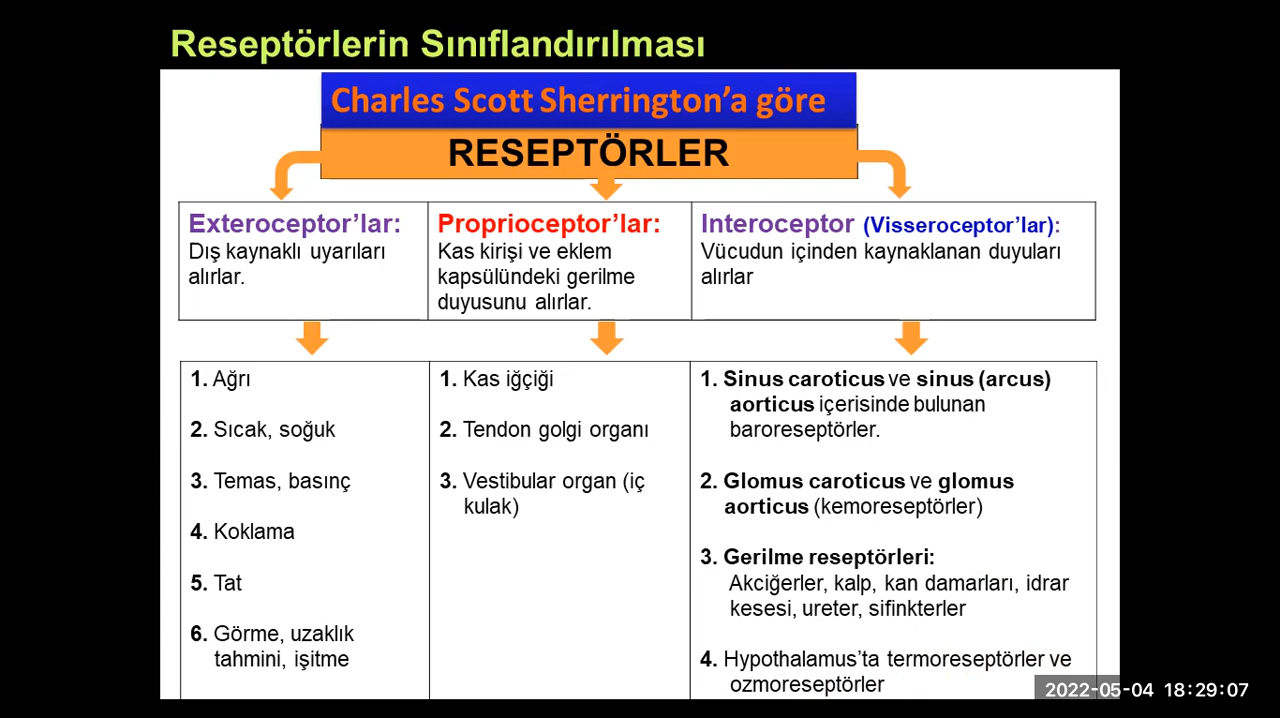 Reseptörlerin Sınıflandırılması
Charles Scott Sherrington’a göre
RESEPTÖRLER
Exteroceptor’lar:
Dış kaynaklı uyarıları
alırlar.
Proprioceptor’lar:
Kas kirişi ve eklem
kapsülündeki gerilme
duyusunu alırlar.
Interoceptor (Visseroceptor’lar):
Vücudun içinden kaynaklanan duyuları
alırlar
1. Ağrı
2. Sıcak, soğuk
3. Temas, basınç
4. Koklama
5. Tat
6. Görme, uzaklık
tahmini, işitme
1. Kas iğçiği
2. Tendon golgi organı
3. Vestibular organ (iç
kulak)
1. Sinus caroticus ve sinus (arcus)
aorticus içerisinde bulunan
baroreseptörler.
2. Glomus caroticus ve glomus
aorticus (kemoreseptörler)
3. Gerilme reseptörleri:
Akciğerler, kalp, kan damarları, idrar
kesesi, ureter, sifinkterler
4. Hypothalamus’ta termoreseptörler ve
ozmoreseptörler
2022-05-04 18:29:07